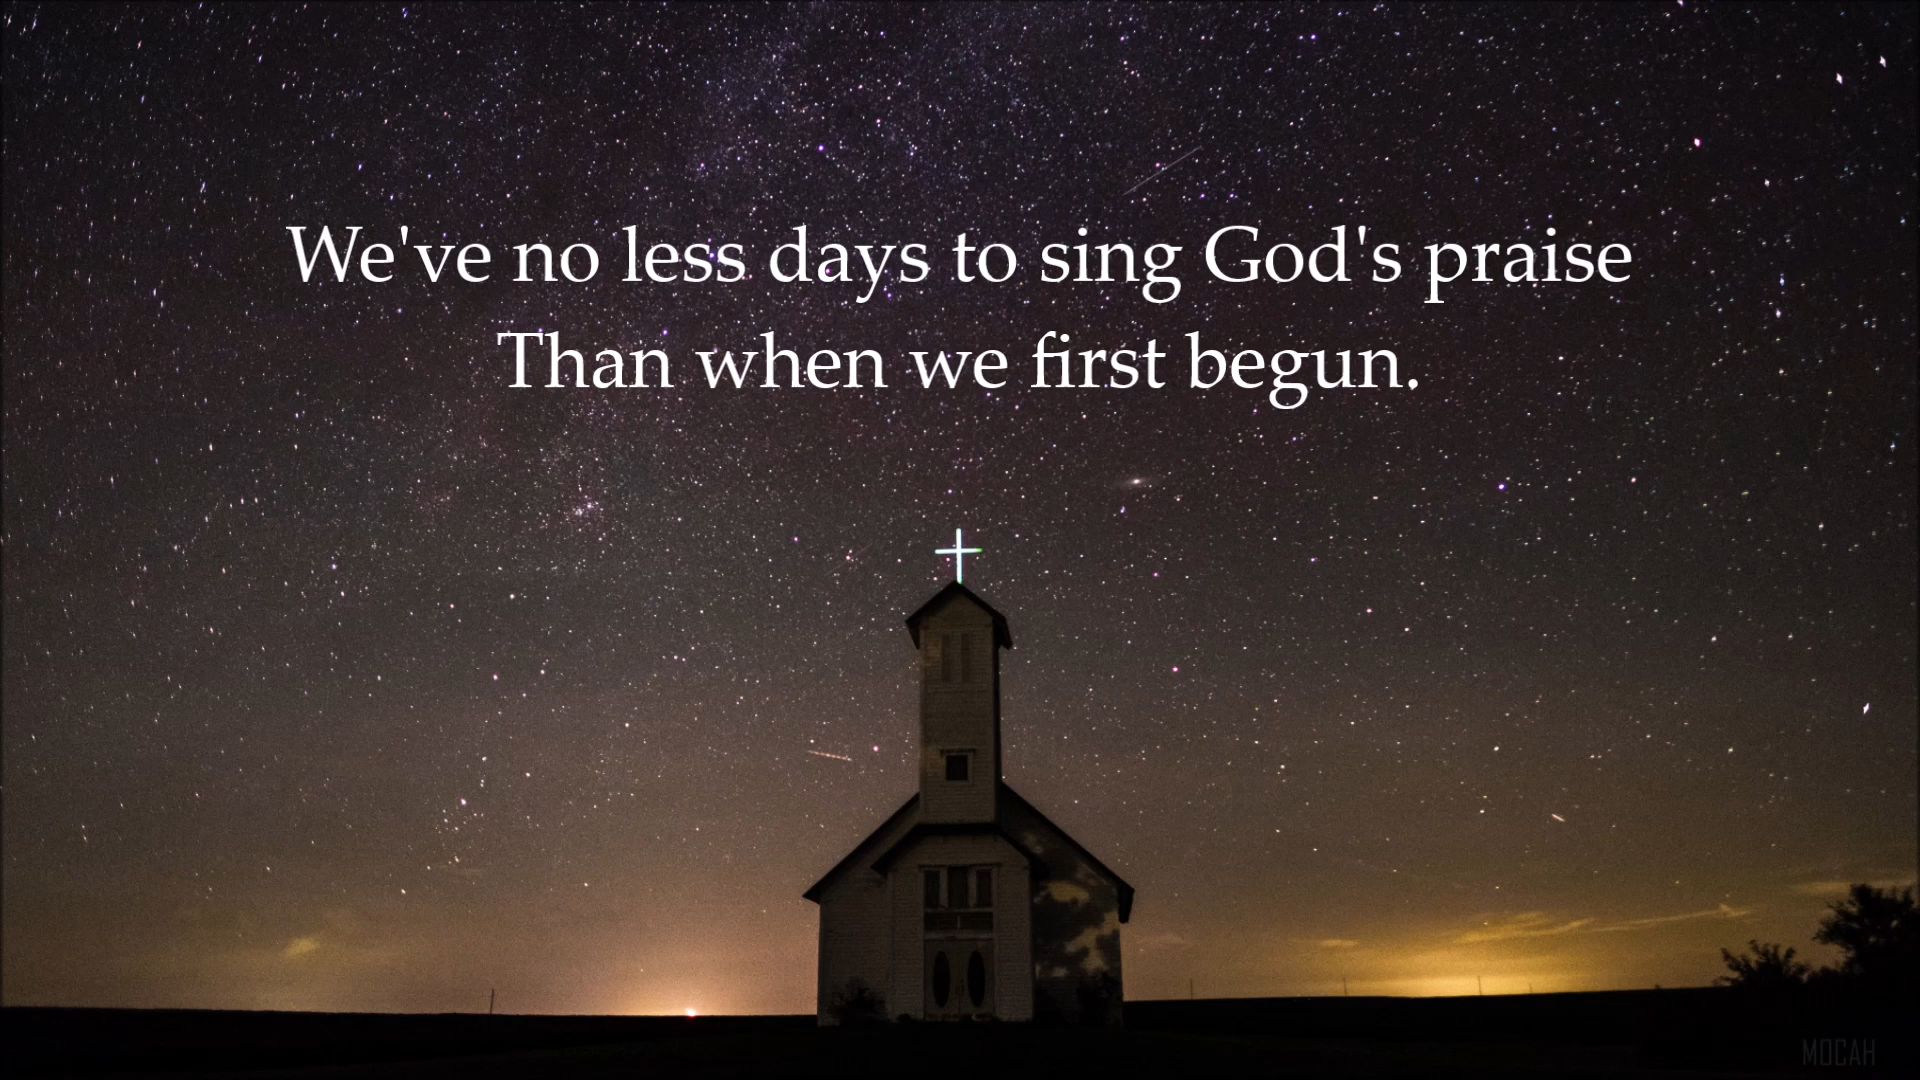 We've no less days to sing God's praise
Than when we first begun.
MOCAH